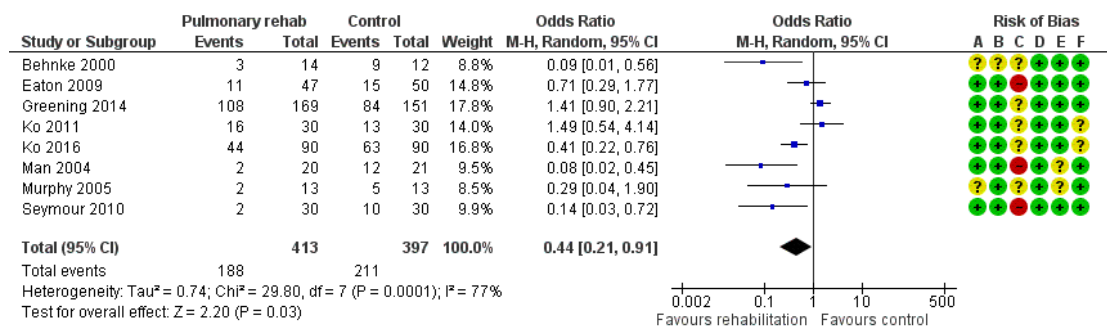 Pulmonary rehab Control Odds Ratio Odds Ratio Risk of Bias
Study or Subgroup Events Total Events Total Weight M-H, Random, 95% CI M-H, Random, 95% CI A B C D E F
Behnke 2000 3 14 9 12 8.8% 0.09 [0.01, 0.56] ? ? ? + + +
Eaton 2009 11 47 15 50 14.8% 0.71 [0.29, 1.77] + + - + + +
Greening 2014 108 169 84 151 17.8% 1.41 [0.90, 2.21] + + ? + + +
Ko 2011 16 30 13 30 14.0% 1.49 [0.54, 4.14] + + ? + + ?
Ko 2016 44 90 63 90 16.8% 0.41 [0.22, 0.76] + + ? + + ?
Man 2004 2 20 12 21 8.4% 0.08 [0.02, 0.45] + + - + ? +
Murphy 2005 2 13 5 13 8.5% 0.29 [0.04, 1.90] ? + ? + ? +
Seymour 2010 2 30 10 30 9.9% 0.14 [0.03, 0.72] + + - + + +
Total (95% CI) 413 397 100.0% 0.44 [0.21, 0.91]
Total events 188 211
Heterogeneity: Tau² = 0.74; Chi² = 29.80, df = 7 (P = 0.0001); I² = 77%
Test for overall effect: Z = 2.20 (P = 0.03)
0.002 0.1 1 10 500
Favours rehabilitation Favours control